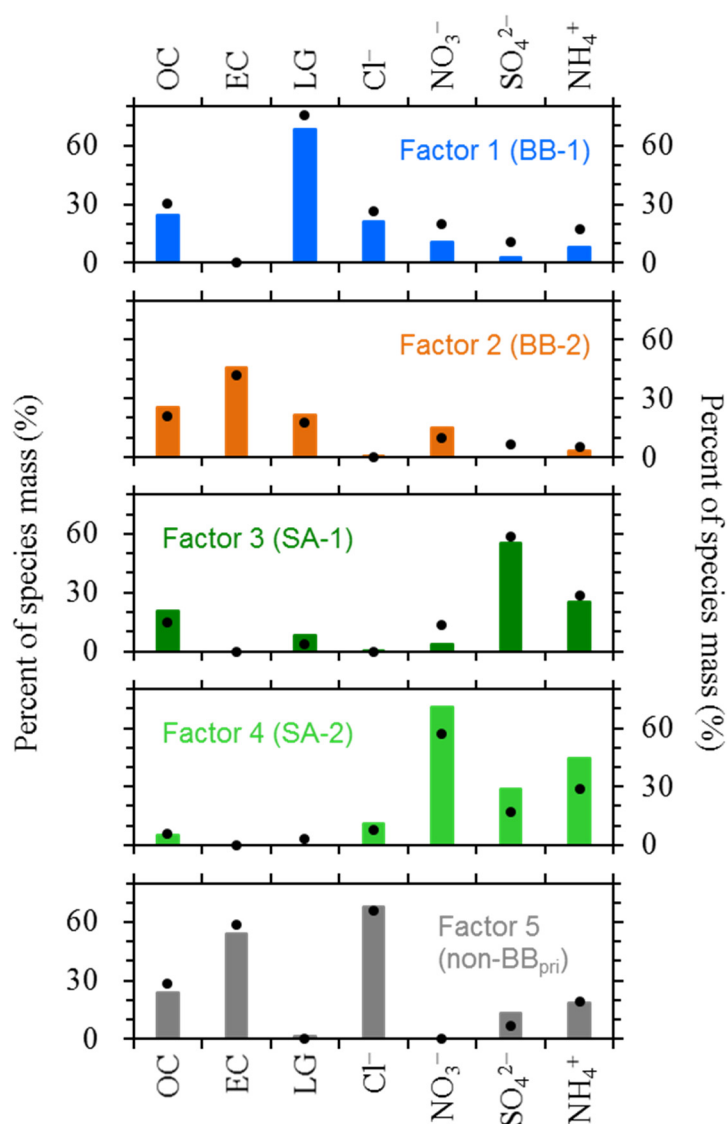 OC EC LG Cl⁻ NO₃⁻ SO₄²⁻ NH₄⁺
Percent of species mass (%)
60
30
0
Factor 1 (BB-1)
60
30
0
Factor 2 (BB-2)
60
30
0
Factor 3 (SA-1)
60
30
0
Factor 4 (SA-2)
60
30
0
Factor 5
(non-BBpri)
60
30
0
60
30
0
Percent of species mass (%)
OC EC LG Cl⁻ NO₃⁻ SO₄²⁻ NH₄⁺